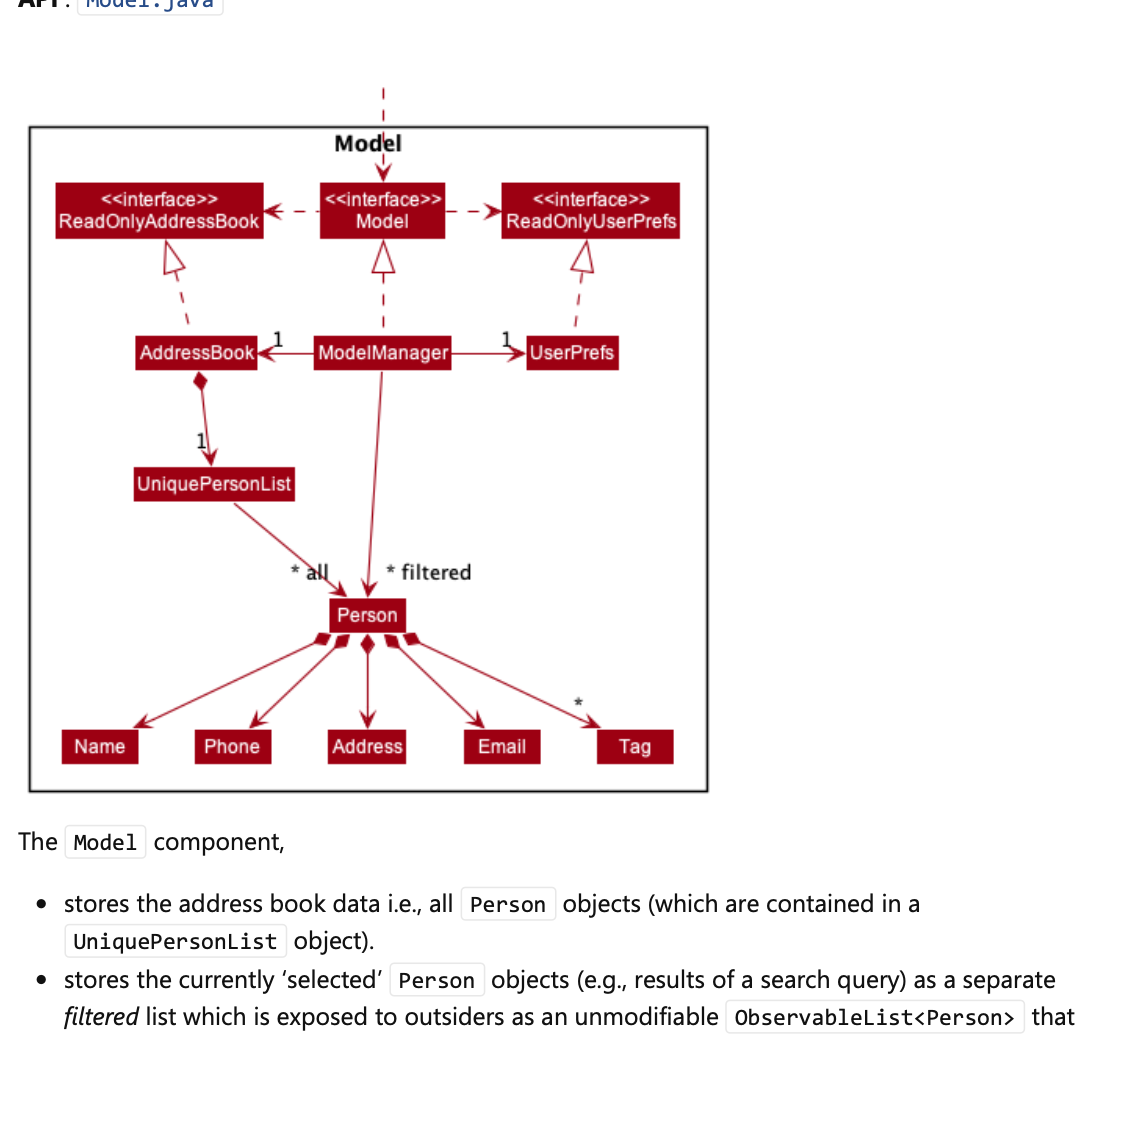 API : Model.java
Model
<<interface>>
ReadOnlyAddressBook
<<interface>>
Model
<<interface>>
ReadOnlyUserPrefs
AddressBook
1
ModelManager
1
UserPrefs
1
UniquePersonList
* all
* filtered
Person
*
Name
Phone
Address
Email
Tag
The Model component,
• stores the address book data i.e., all Person objects (which are contained in a
UniquePersonList object).
• stores the currently ‘selected’ Person objects (e.g., results of a search query) as a separate
filtered list which is exposed to outsiders as an unmodifiable ObservableList<Person> that